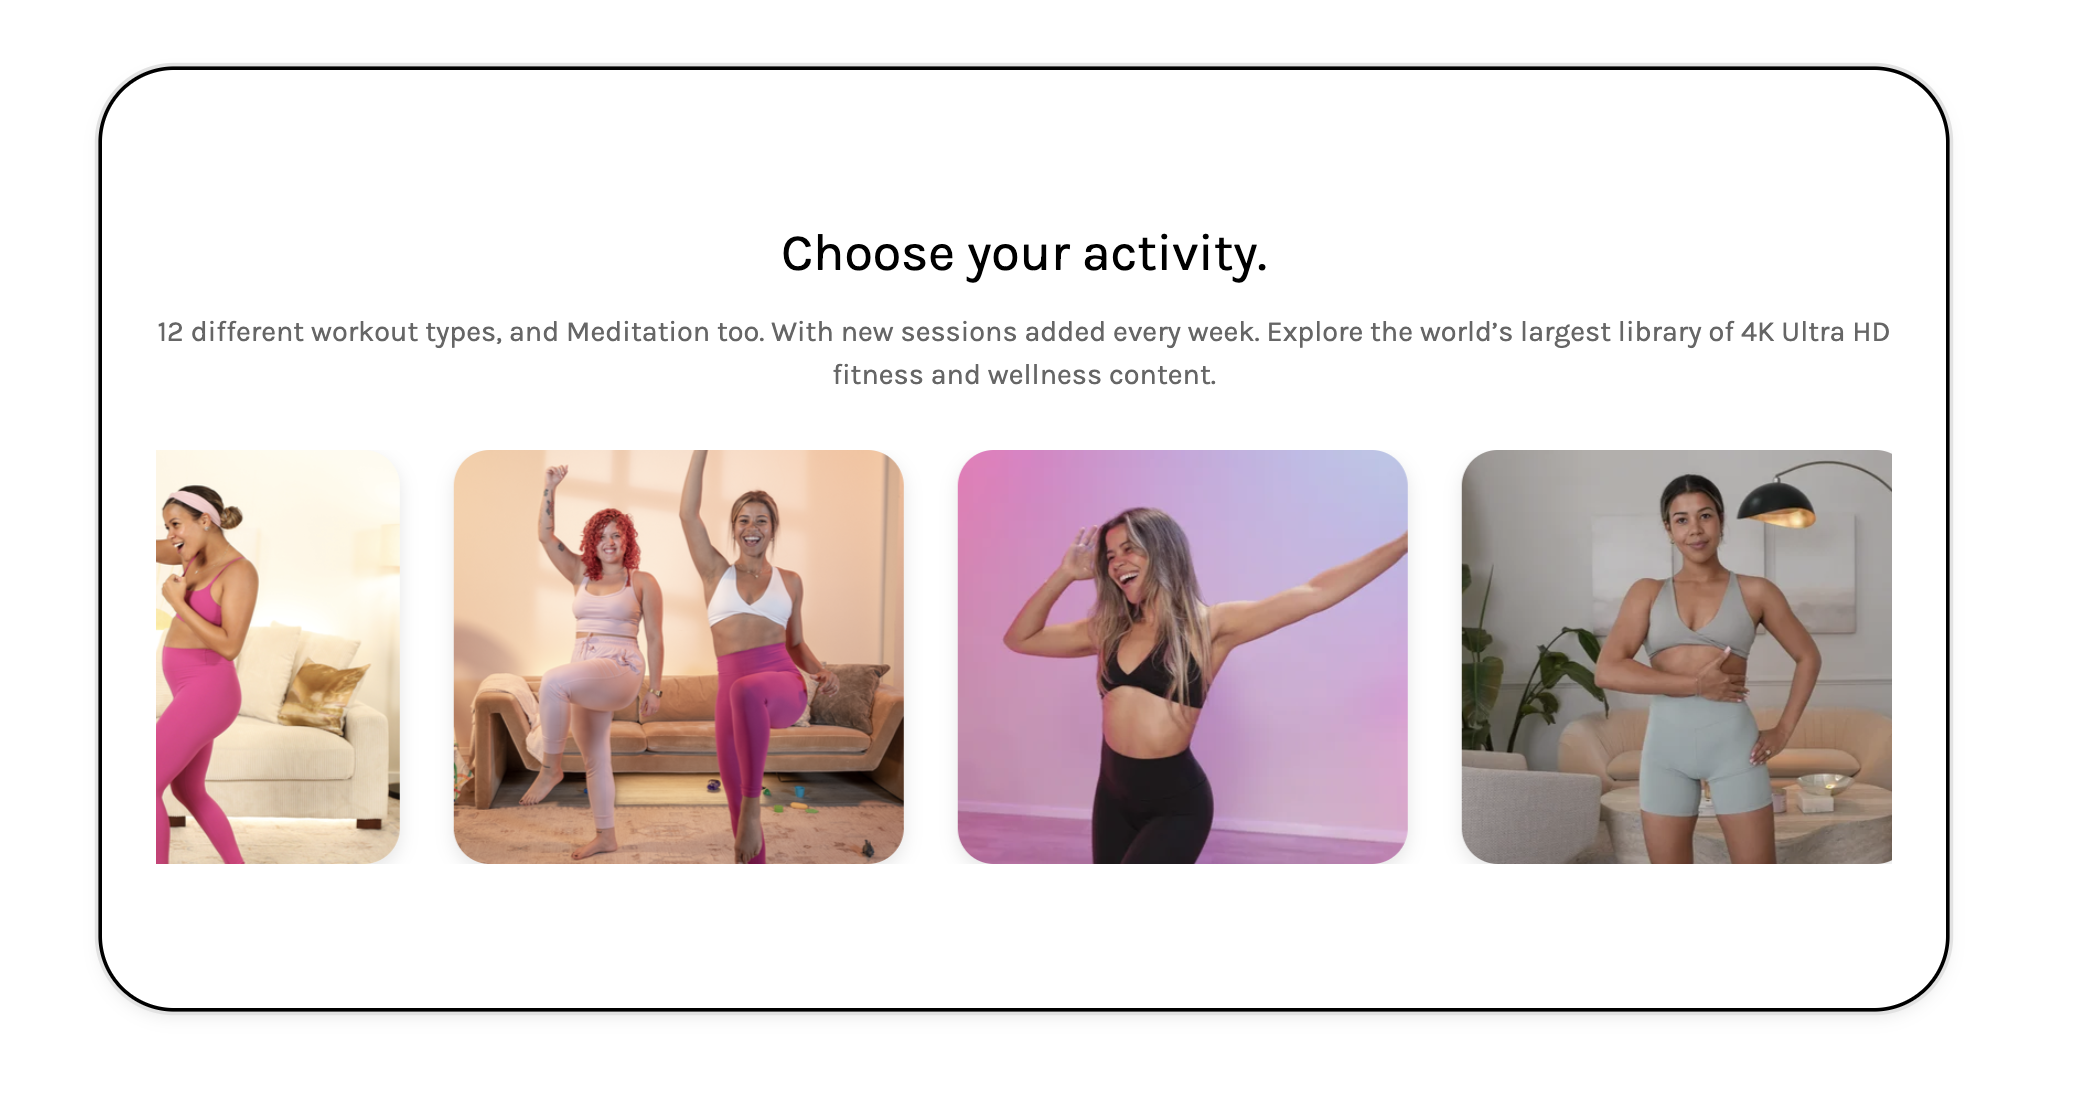 Choose your activity.
12 different workout types, and Meditation too. With new sessions added every week. Explore the world’s largest library of 4K Ultra HD
fitness and wellness content.